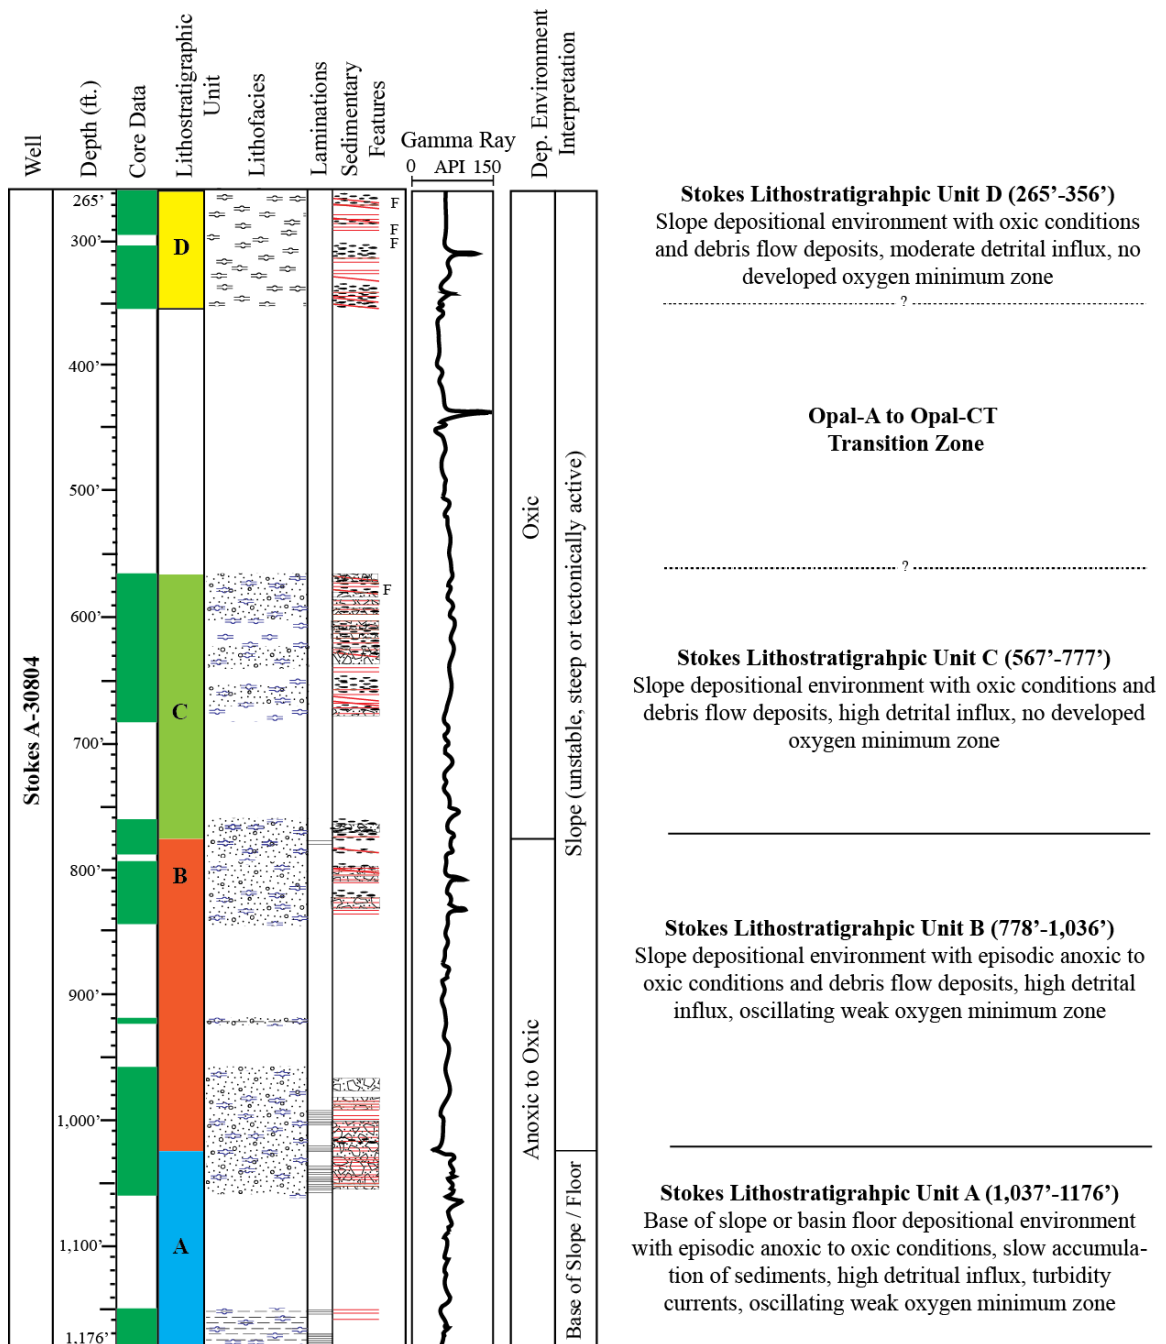 Well
Depth (ft.)
Core Data
Lithostratigraphic
Unit
Lithofacies
Laminations
Sedimentary
Features
Gamma Ray
0 API 150
Dep. Environment
Interpretation
Stokes A-30804
265’
300’
400’
500’
600’
700’
800’
900’
1,000’
1,100’
1,176’
D
C
B
A
F
F
F
F
Oxic
Anoxic to Oxic
Slope (unstable, steep or tectonically active)
Base of Slope / Floor
Stokes Lithostratigrahpic Unit D (265’-356’)
Slope depositional environment with oxic conditions
and debris flow deposits, moderate detrital influx, no
developed oxygen minimum zone
?
Opal-A to Opal-CT
Transition Zone
?
Stokes Lithostratigrahpic Unit C (567’-777’)
Slope depositional environment with oxic conditions and
debris flow deposits, high detrital influx, no developed
oxygen minimum zone
Stokes Lithostratigrahpic Unit B (778’-1,036’)
Slope depositional environment with episodic anoxic to
oxic conditions and debris flow deposits, high detrital
influx, oscillating weak oxygen minimum zone
Stokes Lithostratigrahpic Unit A (1,037’-1176’)
Base of slope or basin floor depositional environment
with episodic anoxic to oxic conditions, slow accumula-
tion of sediments, high detritual influx, turbidity
currents, oscillating weak oxygen minimum zone